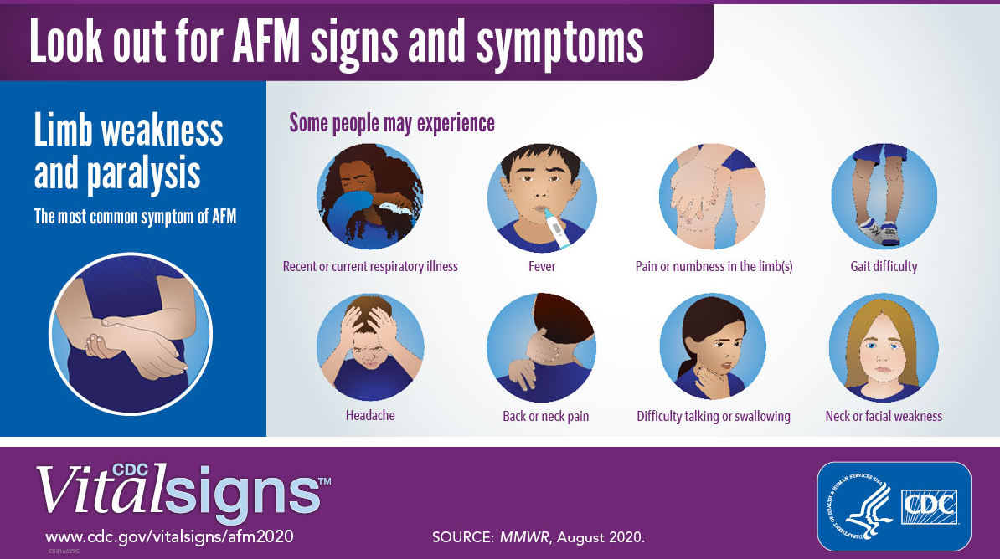 Look out for AFM signs and symptoms
Limb weakness
and paralysis
The most common symptom of AFM
Some people may experience
Recent or current respiratory illness
Fever
Pain or numbness in the limb(s)
Gait difficulty
Headache
Back or neck pain
Difficulty talking or swallowing
Neck or facial weakness
CDC
Vitalsigns™
www.cdc.gov/vitalsigns/afm2020
CS316699C
SOURCE: MMWR, August 2020.
DEPARTMENT OF HEALTH & HUMAN SERVICES·USA
CDC